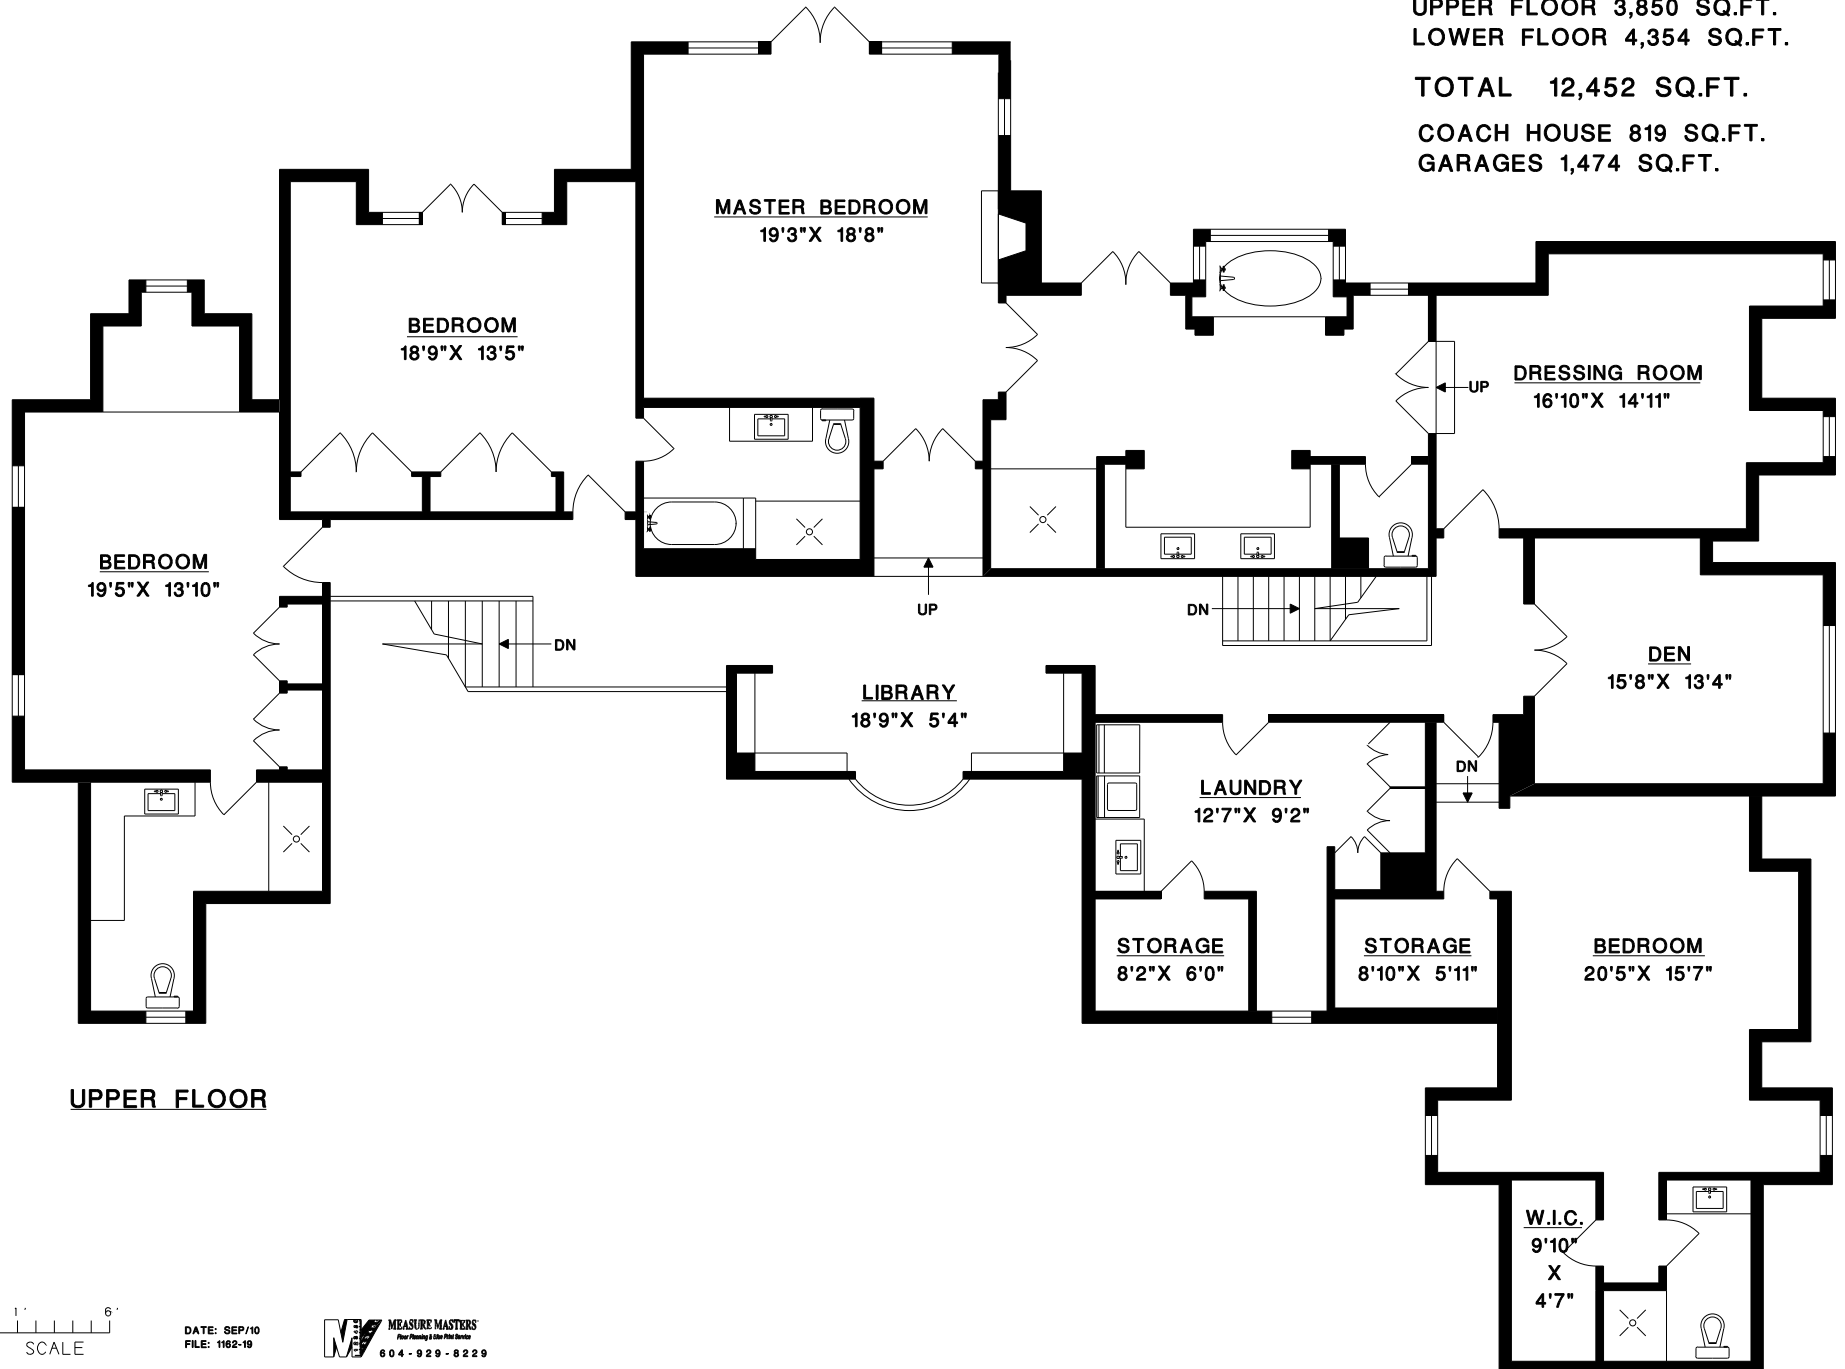 UPPER FLOOR 3,850 SQ.FT.
LOWER FLOOR 4,354 SQ.FT.
TOTAL 12,452 SQ.FT.
COACH HOUSE 819 SQ.FT.
GARAGES 1,474 SQ.FT.
MASTER BEDROOM
19'3"X 18'8"
BEDROOM
18'9"X 13'5"
DRESSING ROOM
16'10"X 14'11"
UP
BEDROOM
19'5"X 13'10"
UP
DN
DN
DEN
15'8"X 13'4"
LIBRARY
18'9"X 5'4"
DN
LAUNDRY
12'7"X 9'2"
STORAGE
8'2"X 6'0"
STORAGE
8'10"X 5'11"
BEDROOM
20'5"X 15'7"
UPPER FLOOR
W.I.C.
9'10"
X
4'7"
1' 6'
SCALE
DATE: SEP/10
FILE: 1162-19
MEASURE MASTERS
Floor Planning & Blue Print Service
604-929-8229